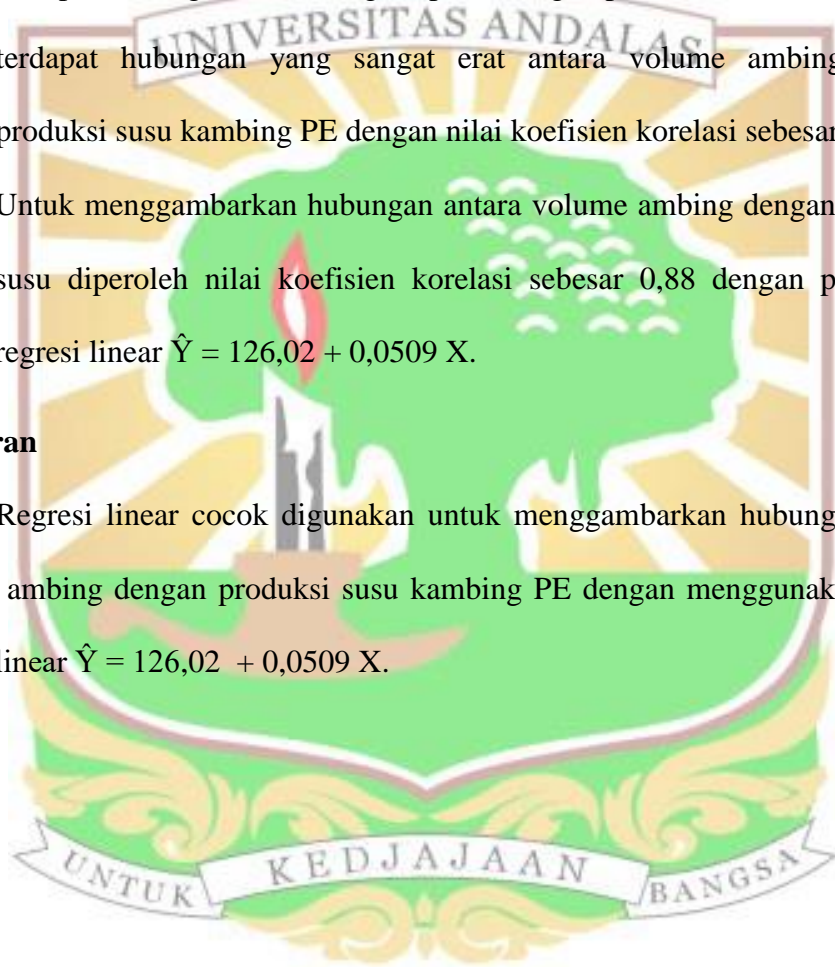 UNIVERSITAS ANDALAS
terdapat hubungan yang sangat erat antara volume ambing
produksi susu kambing PE dengan nilai koefisien korelasi sebesar
Untuk menggambarkan hubungan antara volume ambing dengan
susu diperoleh nilai koefisien korelasi sebesar 0,88 dengan p
regresi linear Ŷ = 126,02 + 0,0509 X.
ran
Regresi linear cocok digunakan untuk menggambarkan hubung
ambing dengan produksi susu kambing PE dengan menggunak
linear Ŷ = 126,02 + 0,0509 X.
UNTUK KEDJAJAAN BANGSA